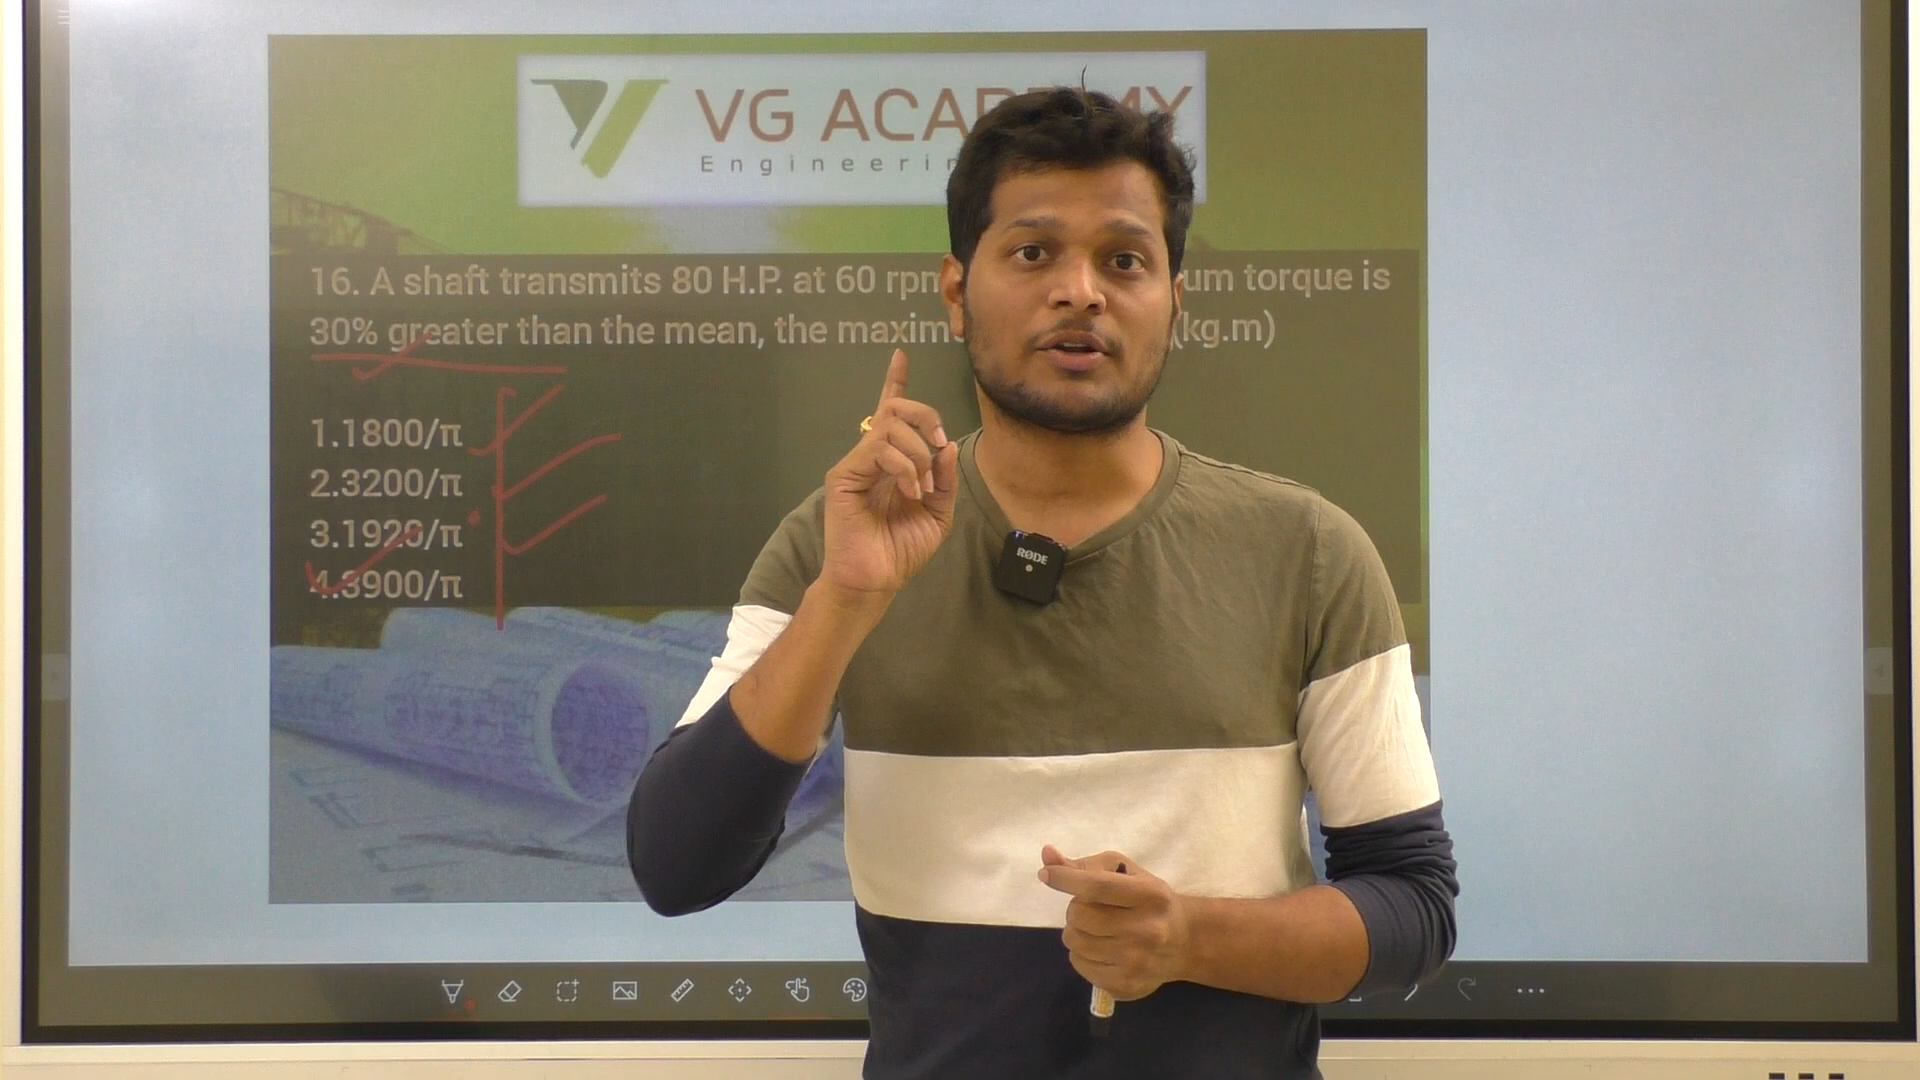 VG ACADEMY
Engineerin
16. A shaft transmits 80 H.P. at 60 rpm um torque is
30% greater than the mean, the maxim (kg.m)
1.1800/π
2.3200/π
3.1920/π
4.3900/π
RØDE